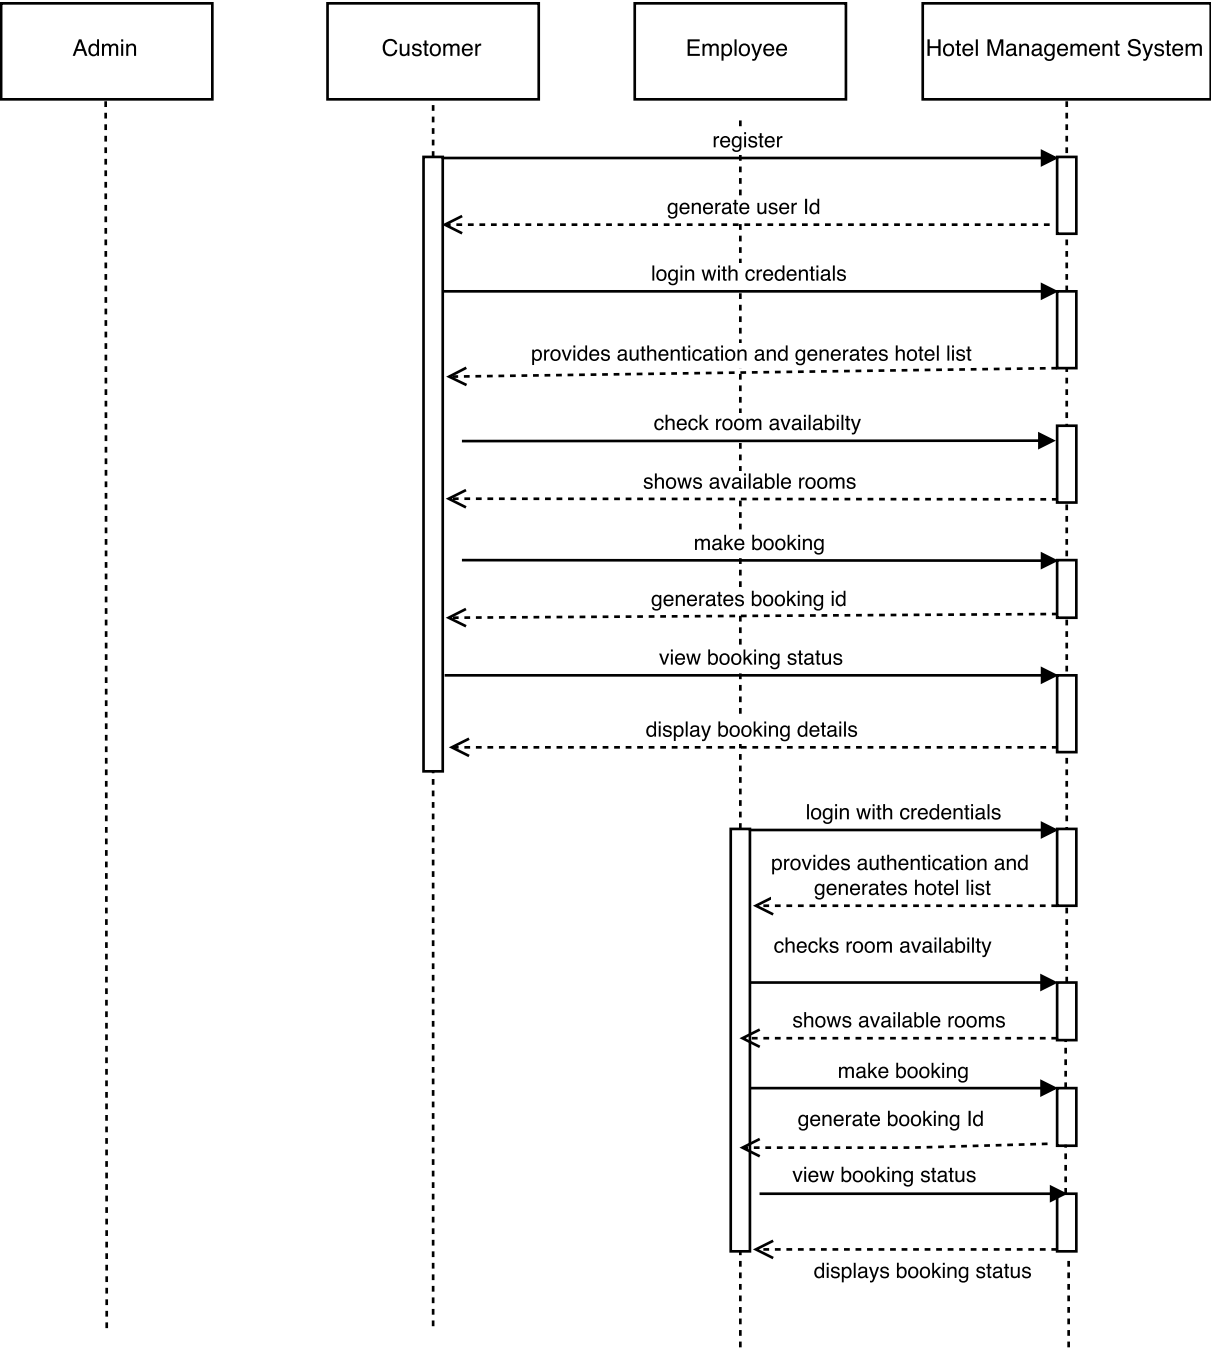 Admin
Customer
Employee
Hotel Management System
register
generate user Id
login with credentials
provides authentication and generates hotel list
check room availabilty
shows available rooms
make booking
generates booking id
view booking status
display booking details
login with credentials
provides authentication and
generates hotel list
checks room availabilty
shows available rooms
make booking
generate booking Id
view booking status
displays booking status